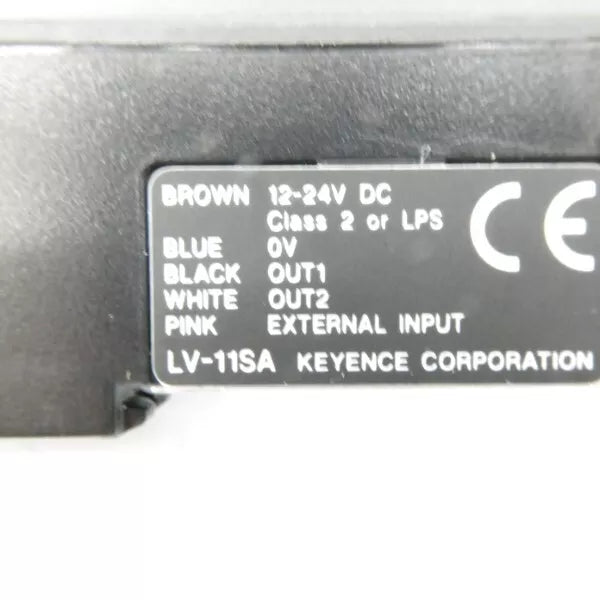 BROWN 12-24V DC
Class 2 or LPS
BLUE 0V
BLACK OUT1
WHITE OUT2
PINK EXTERNAL INPUT
CE
LV-11SA KEYENCE CORPORATION